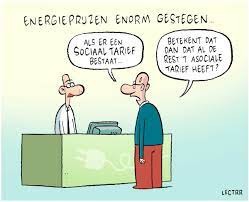 ENERGIEPRIJZEN ENORM GESTEGEN..
ALS ER EEN
SOCIAAL TARIEF
BESTAAT...
BETEKENT DAT
DAN DAT AL DE
REST 'T ASOCIALE
TARIEF HEEFT?
LECTRR